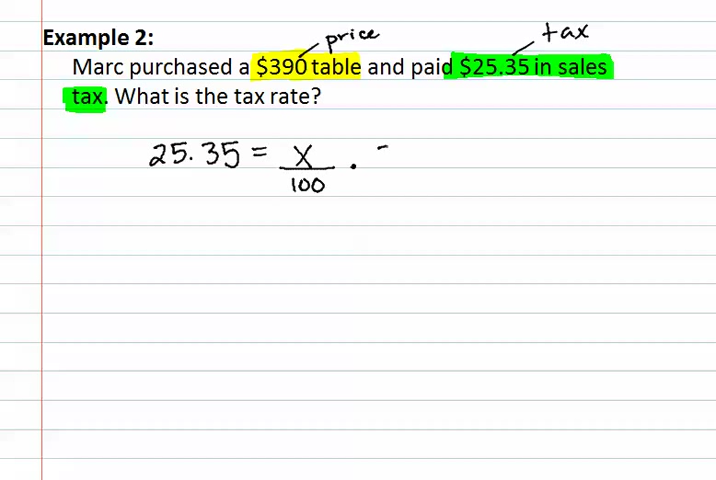 Example 2:
price
tax
Marc purchased a $390 table and paid $25.35 in sales
tax. What is the tax rate?
25.35 = x/100 .